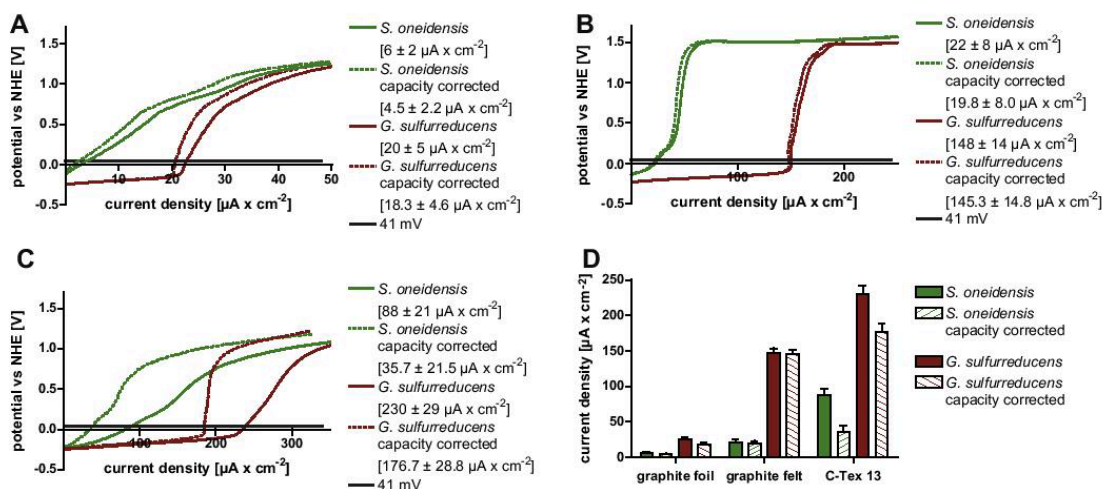 A
potential vs NHE [V]
1.5
1.0
0.5
0.0
-0.5
10
20
30
40
50
current density [µA x cm⁻²]
S. oneidensis
[6 ± 2 µA x cm⁻²]
S. oneidensis
capacity corrected
[4.5 ± 2.2 µA x cm⁻²]
G. sulfurreducens
[20 ± 5 µA x cm⁻²]
G. sulfurreducens
capacity corrected
[18.3 ± 4.6 µA x cm⁻²]
41 mV
B
potential vs NHE [V]
1.5
1.0
0.5
0.0
-0.5
100
200
current density [µA x cm⁻²]
S. oneidensis
[22 ± 8 µA x cm⁻²]
S. oneidensis
capacity corrected
[19.8 ± 8.0 µA x cm⁻²]
G. sulfurreducens
[148 ± 14 µA x cm⁻²]
G. sulfurreducens
capacity corrected
[145.3 ± 14.8 µA x cm⁻²]
41 mV
C
potential vs NHE [V]
1.5
1.0
0.5
0.0
-0.5
100
200
300
current density [µA x cm⁻²]
S. oneidensis
[88 ± 21 µA x cm⁻²]
S. oneidensis
capacity corrected
[35.7 ± 21.5 µA x cm⁻²]
G. sulfurreducens
[230 ± 29 µA x cm⁻²]
G. sulfurreducens
capacity corrected
[176.7 ± 28.8 µA x cm⁻²]
41 mV
D
current density [µA x cm⁻²]
250
200
150
100
50
0
graphite foil
graphite felt
C-Tex 13
S. oneidensis
S. oneidensis
capacity corrected
G. sulfurreducens
G. sulfurreducens
capacity corrected